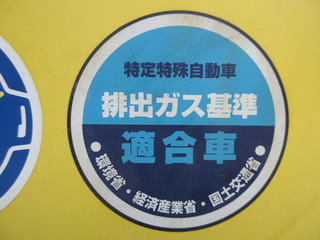 特定特殊自動車
排出ガス基準
適合車
・環境省・経済産業省・国土交通省・